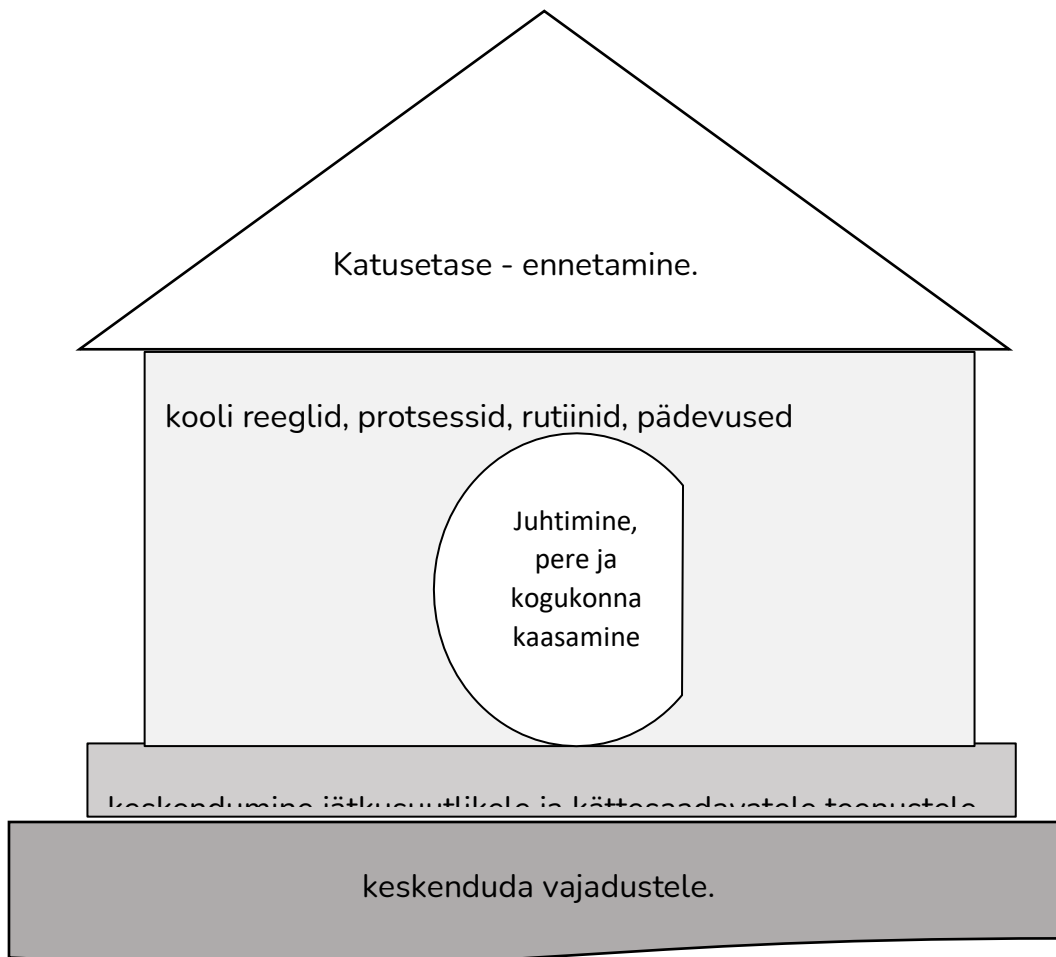 Katusetase - ennetamine.
kooli reeglid, protsessid, rutiinid, pädevused
Juhtimine,
pere ja
kogukonna
kaasamine
keskendumine jätkusuutlikele ja kättesaadavatele teenustele
keskenduda vajadustele.